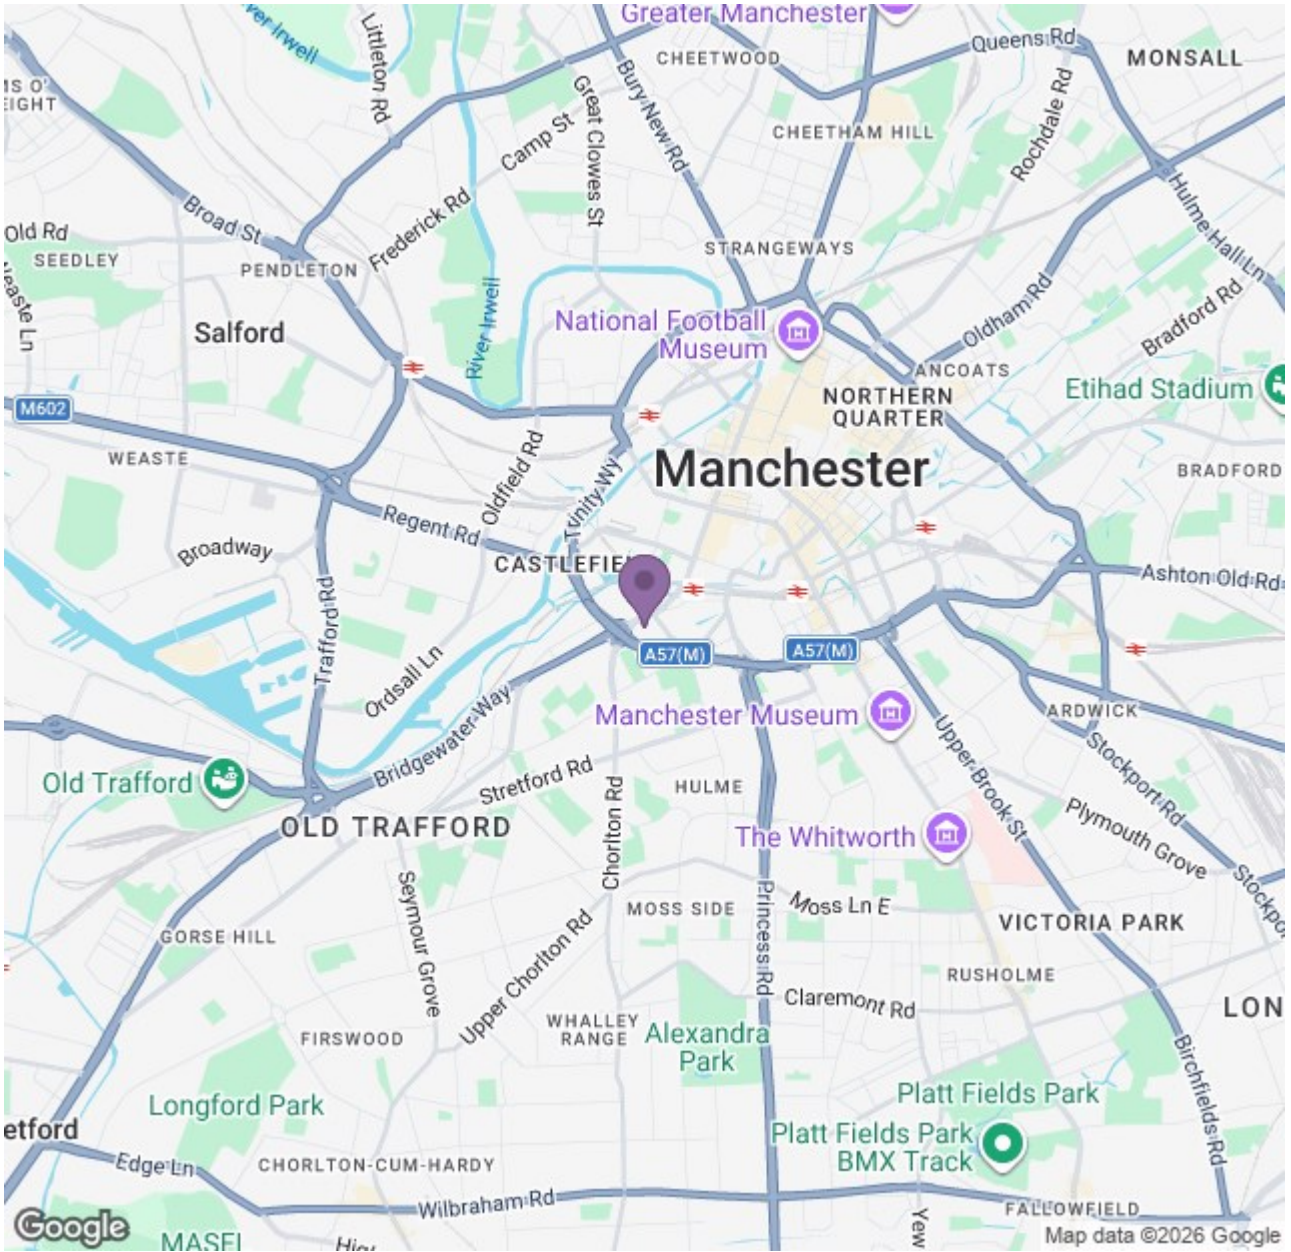 Greater Manchester
CHEETWOOD
Queens Rd
MONSALL
River Irwell
Littleton Rd
Great Clowes St
Bury New Rd
Rochdale Rd
CHEETHAM HILL
Camp St
Hulme Hall Ln
Broad St
Frederick Rd
Old Rd
SEEDLEY
PENDLETON
STRANGEWAYS
River Irwell
Salford
National Football
Museum
Oldham Rd
Bradford Rd
ANCOATS
Etihad Stadium
NORTHERN
QUARTER
M602
Manchester
WEASTE
Oldfield Rd
Trinity Wy
BRADFORD
Regent Rd
Broadway
CASTLEFIE
Ashton Old Rd
Trafford Rd
Ordsall Ln
A57(M)
A57(M)
Bridgewater Way
Manchester Museum
ARDWICK
Upper Brook St
Stockport Rd
Old Trafford
Stretford Rd
HULME
Chorlton Rd
OLD TRAFFORD
The Whitworth
Plymouth Grove
Stockpo
Seymour Grove
MOSS SIDE
Princess Rd
Moss Ln E
VICTORIA PARK
GORSE HILL
Upper Chorlton Rd
RUSHOLME
Claremont Rd
LON
FIRSWOOD
WHALLEY
RANGE
Alexandra
Park
Birchfields Rd
Longford Park
Platt Fields Park
etford
Platt Fields Park
BMX Track
Edge Ln
CHORLTON-CUM-HARDY
Wilbraham Rd
FALLOWFIELD
Yew
Google
Map data ©2026 Google